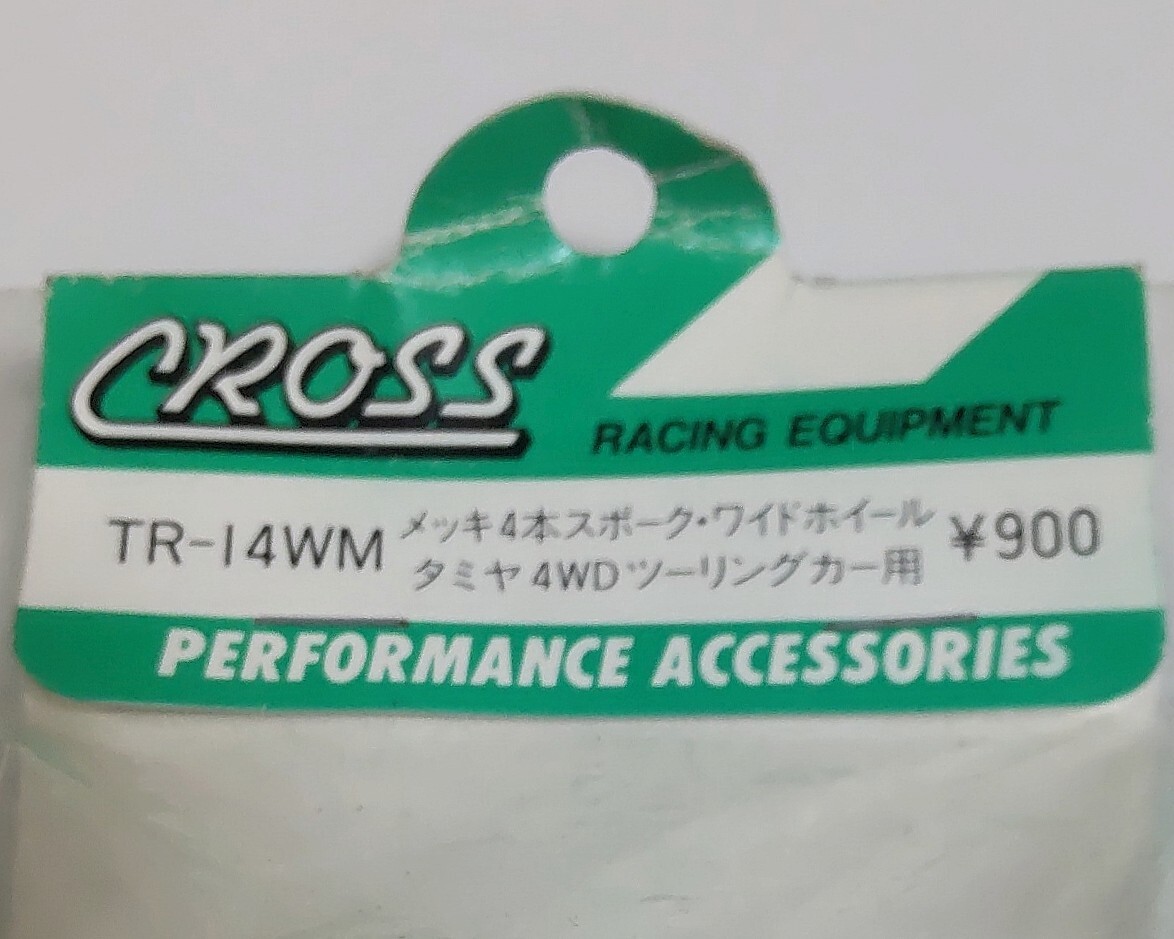 CROSS
RACING EQUIPMENT
TR-14WM メッキ4本スポーク・ワイドホイール ¥900
タミヤ4WDツーリングカー用
PERFORMANCE ACCESSORIES